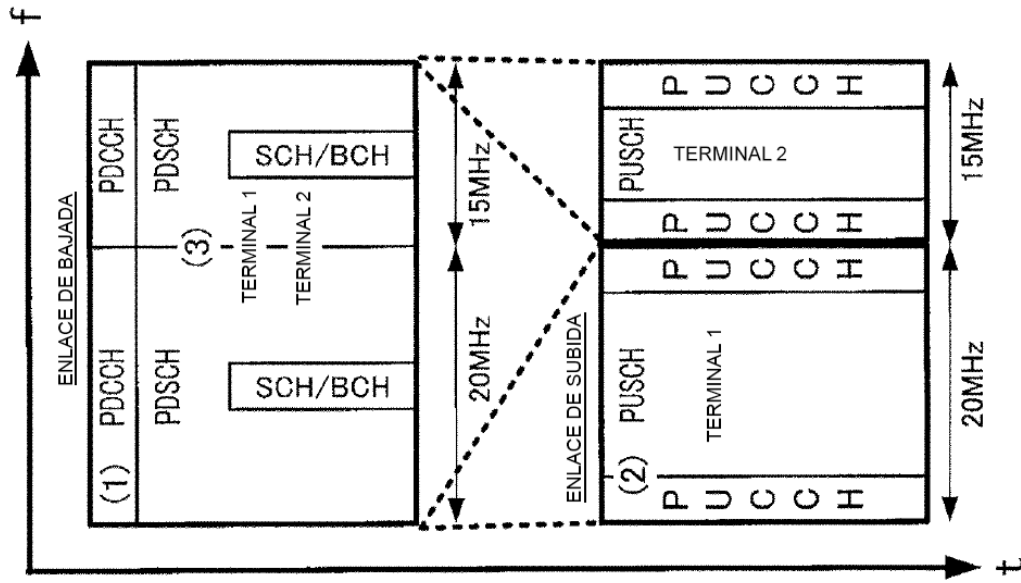 f
ENLACE DE BAJADA
(1) PDCCH
PDCCH
PDSCH
PDSCH
(3)
TERMINAL 1
TERMINAL 2
SCH/BCH
SCH/BCH
20MHz
15MHz
ENLACE DE SUBIDA
(2) PUSCH
PUSCH
TERMINAL 1
TERMINAL 2
PUCCH
PUCCH
PUCCH
PUCCH
20MHz
15MHz
t